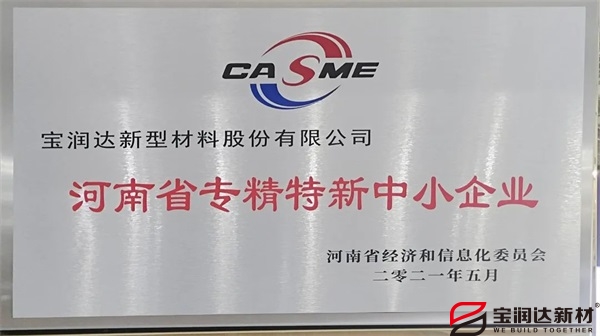 CASME
宝润达新型材料股份有限公司
河南省专精特新中小企业
河南省经济和信息化委员会
二零二一年五月
宝润达新材®
WE BUILD TOGETHER